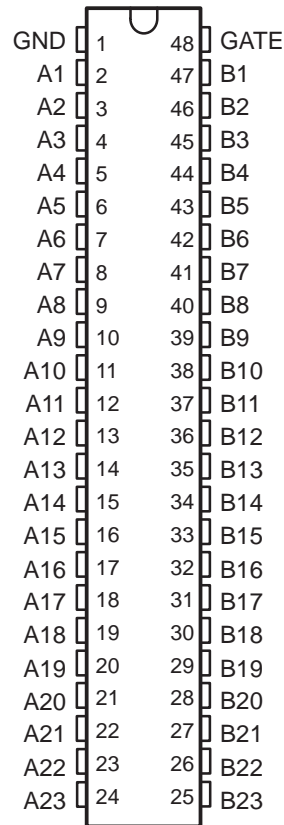 GND 1 48 GATE
A1 2 47 B1
A2 3 46 B2
A3 4 45 B3
A4 5 44 B4
A5 6 43 B5
A6 7 42 B6
A7 8 41 B7
A8 9 40 B8
A9 10 39 B9
A10 11 38 B10
A11 12 37 B11
A12 13 36 B12
A13 14 35 B13
A14 15 34 B14
A15 16 33 B15
A16 17 32 B16
A17 18 31 B17
A18 19 30 B18
A19 20 29 B19
A20 21 28 B20
A21 22 27 B21
A22 23 26 B22
A23 24 25 B23